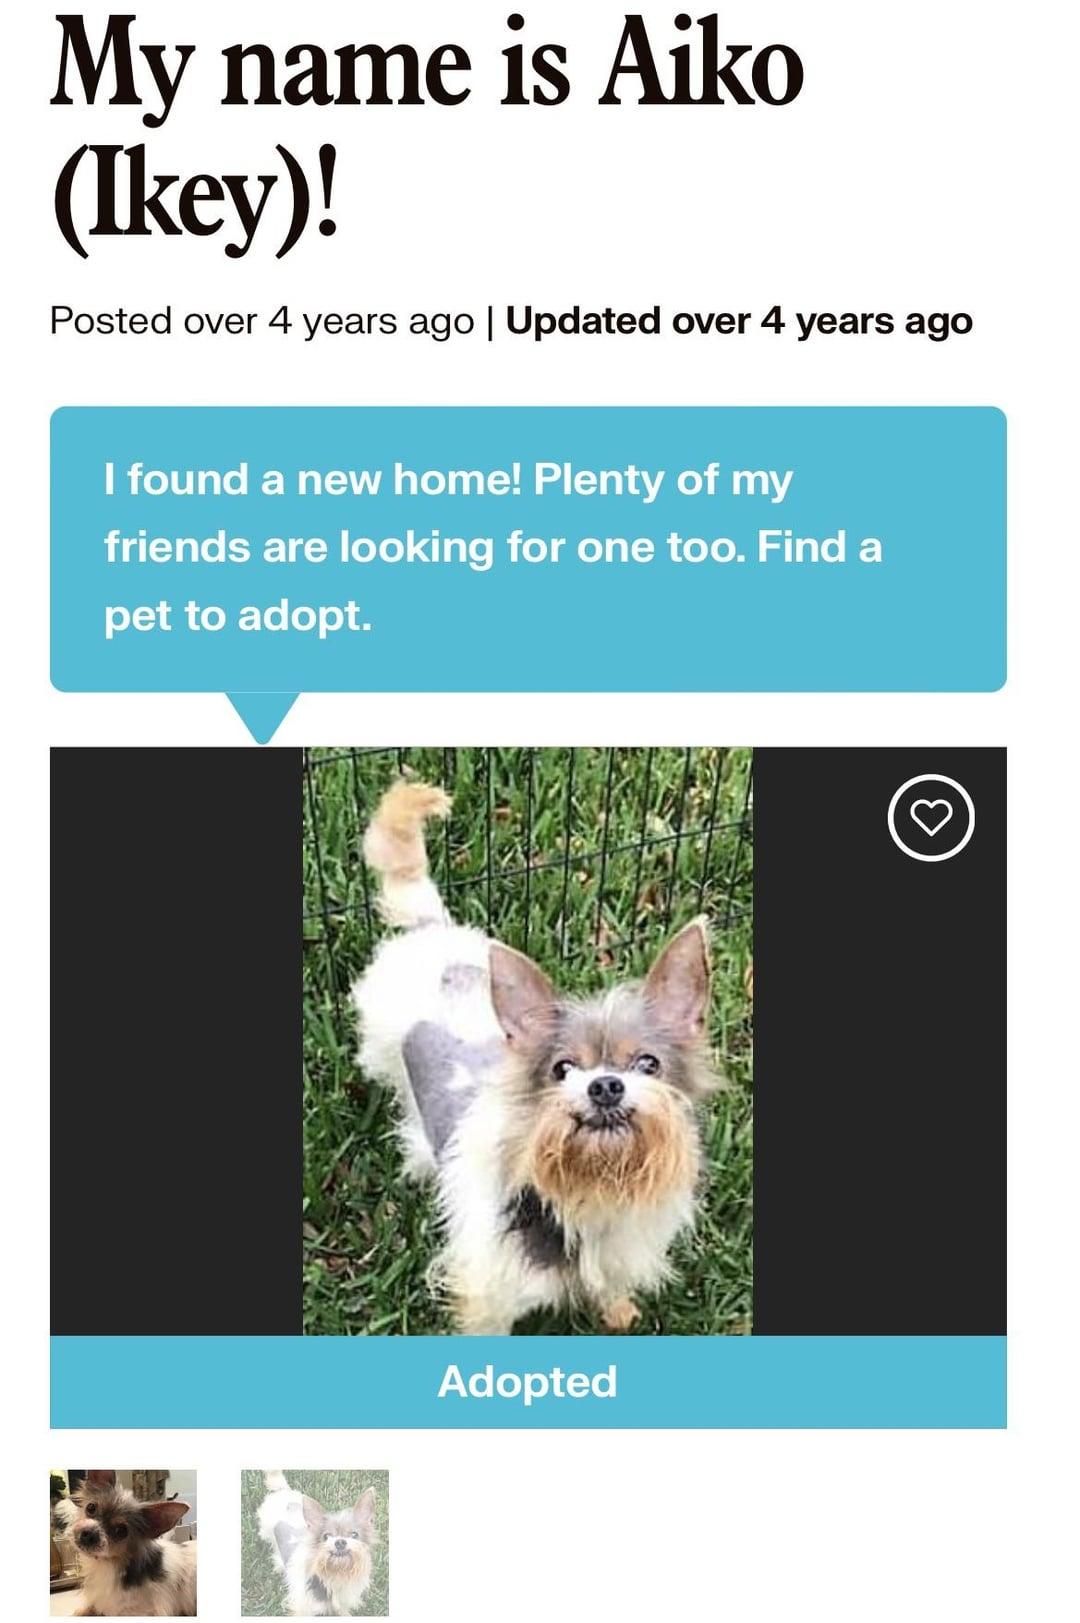 My name is Aiko
(Ikey)!
Posted over 4 years ago | Updated over 4 years ago
I found a new home! Plenty of my
friends are looking for one too. Find a
pet to adopt.
Adopted